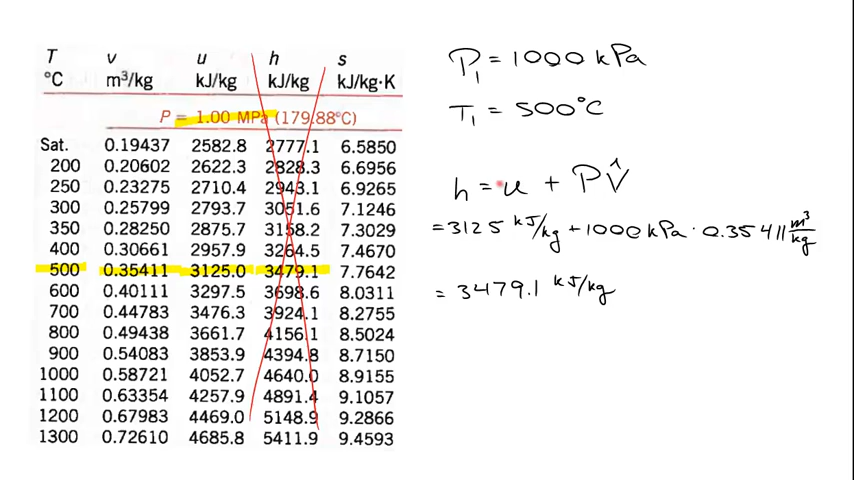 T v u h s
°C m³/kg kJ/kg kJ/kg kJ/kg·K
P = 1.00 MPa (179.88°C)
Sat. 0.19437 2582.8 2777.1 6.5850
200 0.20602 2622.3 2828.3 6.6956
250 0.23275 2710.4 2943.1 6.9265
300 0.25799 2793.7 3051.6 7.1246
350 0.28250 2875.7 3158.2 7.3029
400 0.30661 2957.9 3264.5 7.4670
500 0.35411 3125.0 3479.1 7.7642
600 0.40111 3297.5 3698.6 8.0311
700 0.44783 3476.3 3924.1 8.2755
800 0.49438 3661.7 4156.1 8.5024
900 0.54083 3853.9 4394.8 8.7150
1000 0.58721 4052.7 4640.0 8.9155
1100 0.63354 4257.9 4891.4 9.1057
1200 0.67983 4469.0 5148.9 9.2866
1300 0.72610 4685.8 5411.9 9.4593
P₁ = 1000 kPa
T₁ = 500°C
h = u + PV̂
= 3125 kJ/kg + 1000 kPa · 0.35411 m³/kg
= 3479.1 kJ/kg